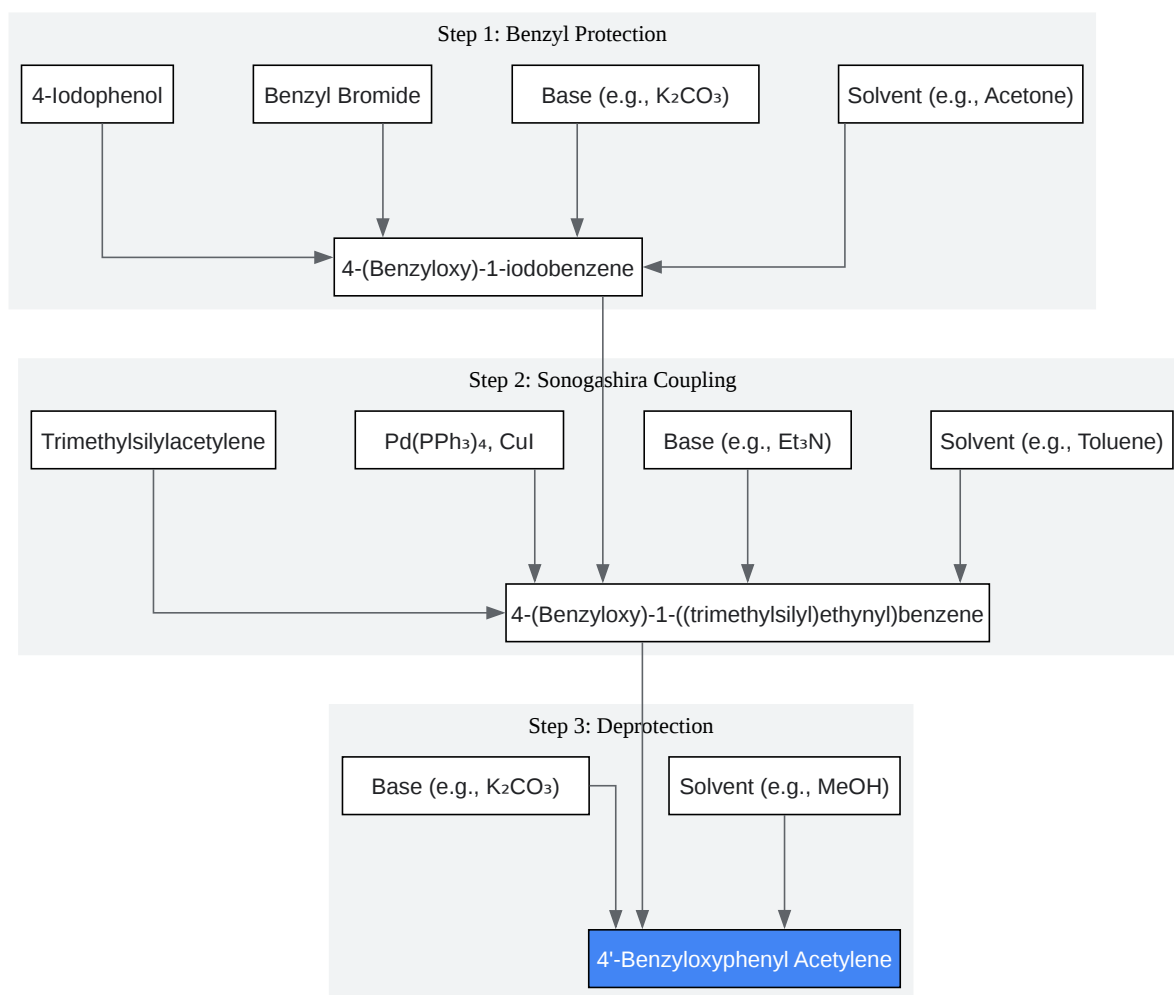 Step 1: Benzyl Protection
4-Iodophenol
Benzyl Bromide
Base (e.g., K₂CO₃)
Solvent (e.g., Acetone)
4-(Benzyloxy)-1-iodobenzene
Step 2: Sonogashira Coupling
Trimethylsilylacetylene
Pd(PPh₃)₄, CuI
Base (e.g., Et₃N)
Solvent (e.g., Toluene)
4-(Benzyloxy)-1-((trimethylsilyl)ethynyl)benzene
Step 3: Deprotection
Base (e.g., K₂CO₃)
Solvent (e.g., MeOH)
4'-Benzyloxyphenyl Acetylene